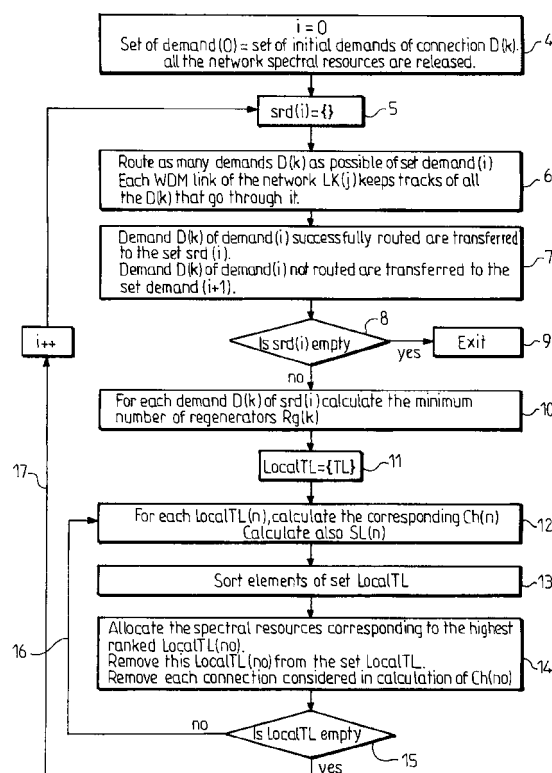 i=0
Set of demand(0) = set of initial demands of connection D(k).
all the network spectral resources are released.
4
srd(i)={}
5
Route as many demands D(k) as possible of set demand(i)
Each WDM link of the network LK(j) keeps tracks of all
the D(k) that go through it.
6
Demand D(k) of demand(i) successfully routed are transferred
to the set srd(i).
Demand D(k) of demand(i) not routed are transferred to the
set demand (i+1).
7
8
i++
Is srd(i) empty
yes
Exit
9
no
For each demand D(k) of srd(i) calculate the minimum
number of regenerators Rg(k)
10
17
LocalTL={TL}
11
For each localTL(n), calculate the corresponding Ch(n)
Calculate also SL(n)
12
Sort elements of set LocalTL
13
16
Allocate the spectral resources corresponding to the highest
ranked LocalTL(no).
Remove this LocalTL(no) from the set LocalTL.
Remove each connection considered in calculation of Ch(no)
14
no
Is LocalTL empty
15
yes